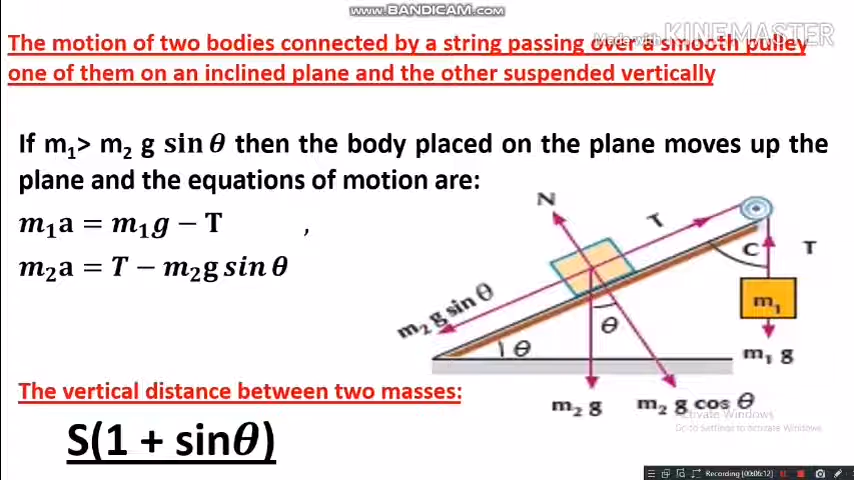 WWW.BANDICAM.COM
Made with KINEMASTER
The motion of two bodies connected by a string passing over a smooth pulley
one of them on an inclined plane and the other suspended vertically
If m₁> m₂ g sin θ then the body placed on the plane moves up the
plane and the equations of motion are:
m₁a = m₁g − T ,
m₂a = T − m₂g sin θ
N
T
C
T
m₁
m₂ g sin θ
θ
θ
m₁ g
m₂ g
m₂ g cos θ
The vertical distance between two masses:
S(1 + sinθ)
Activate Windows
Go to Settings to activate Windows.
Recording [00:06:12]